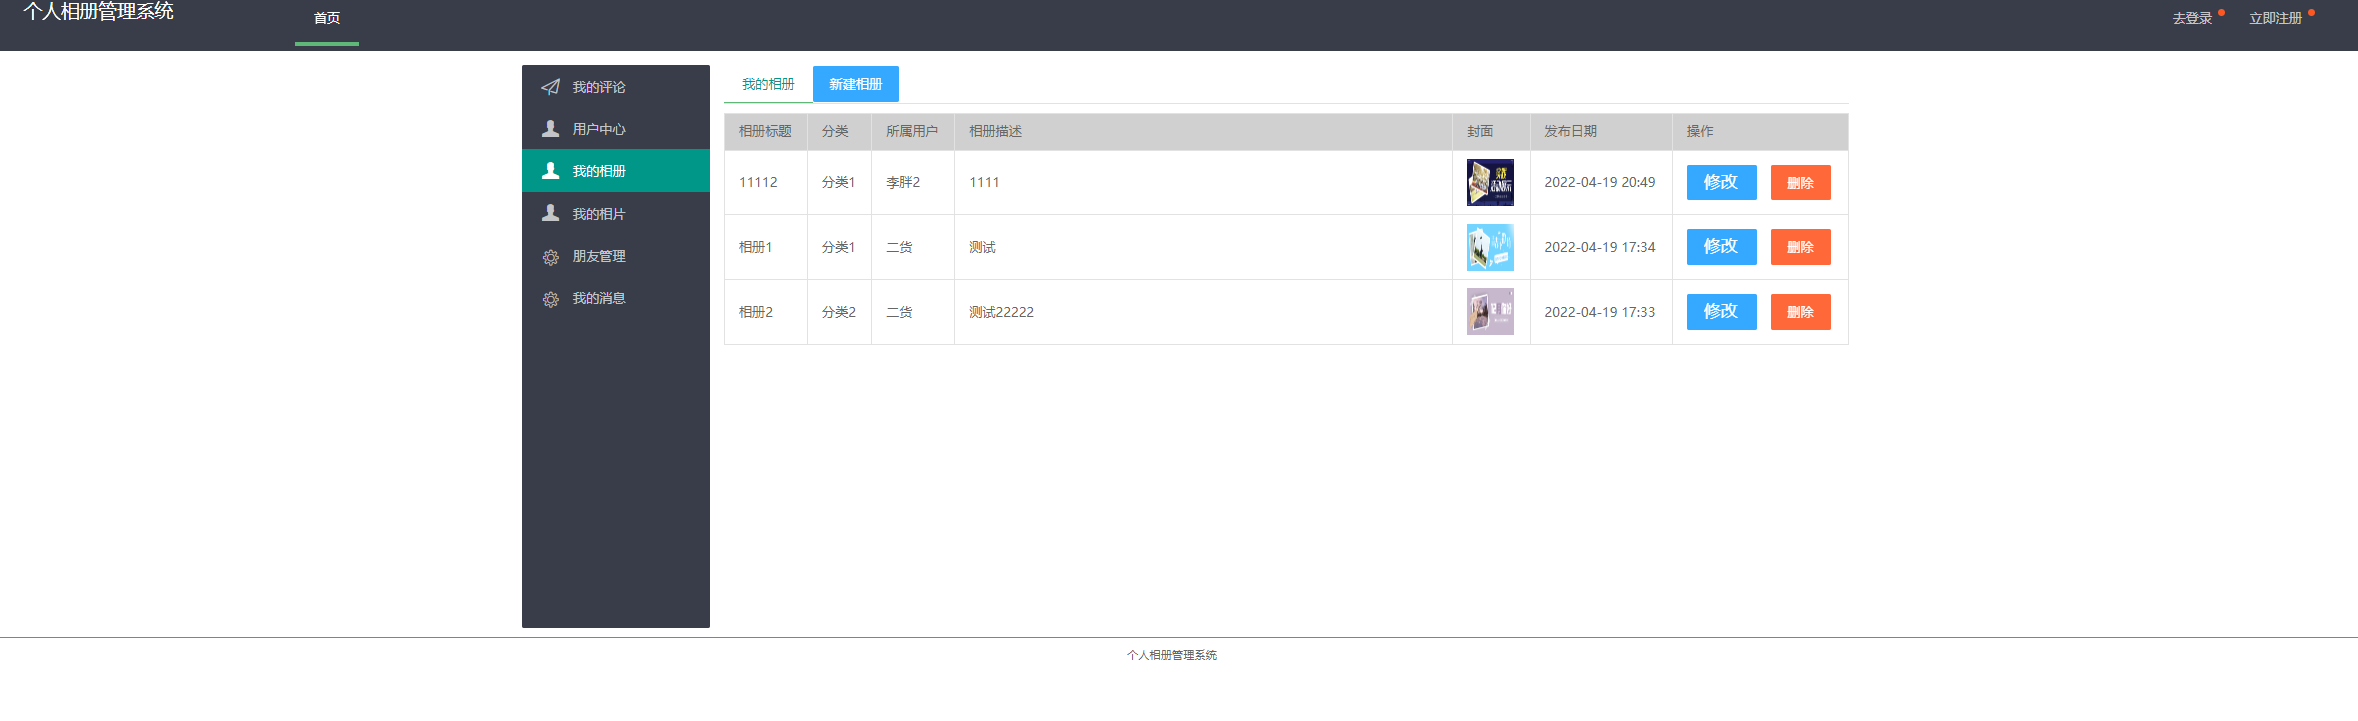 个人相册管理系统 首页 去登录 立即注册
我的评论
用户中心
我的相册
我的相片
朋友管理
我的消息
我的相册 新建相册
相册标题 分类 所属用户 相册描述 封面 发布日期 操作
11112 分类1 李胖2 1111 2022-04-19 20:49 修改 删除
相册1 分类1 二货 测试 2022-04-19 17:34 修改 删除
相册2 分类2 二货 测试22222 2022-04-19 17:33 修改 删除
个人相册管理系统